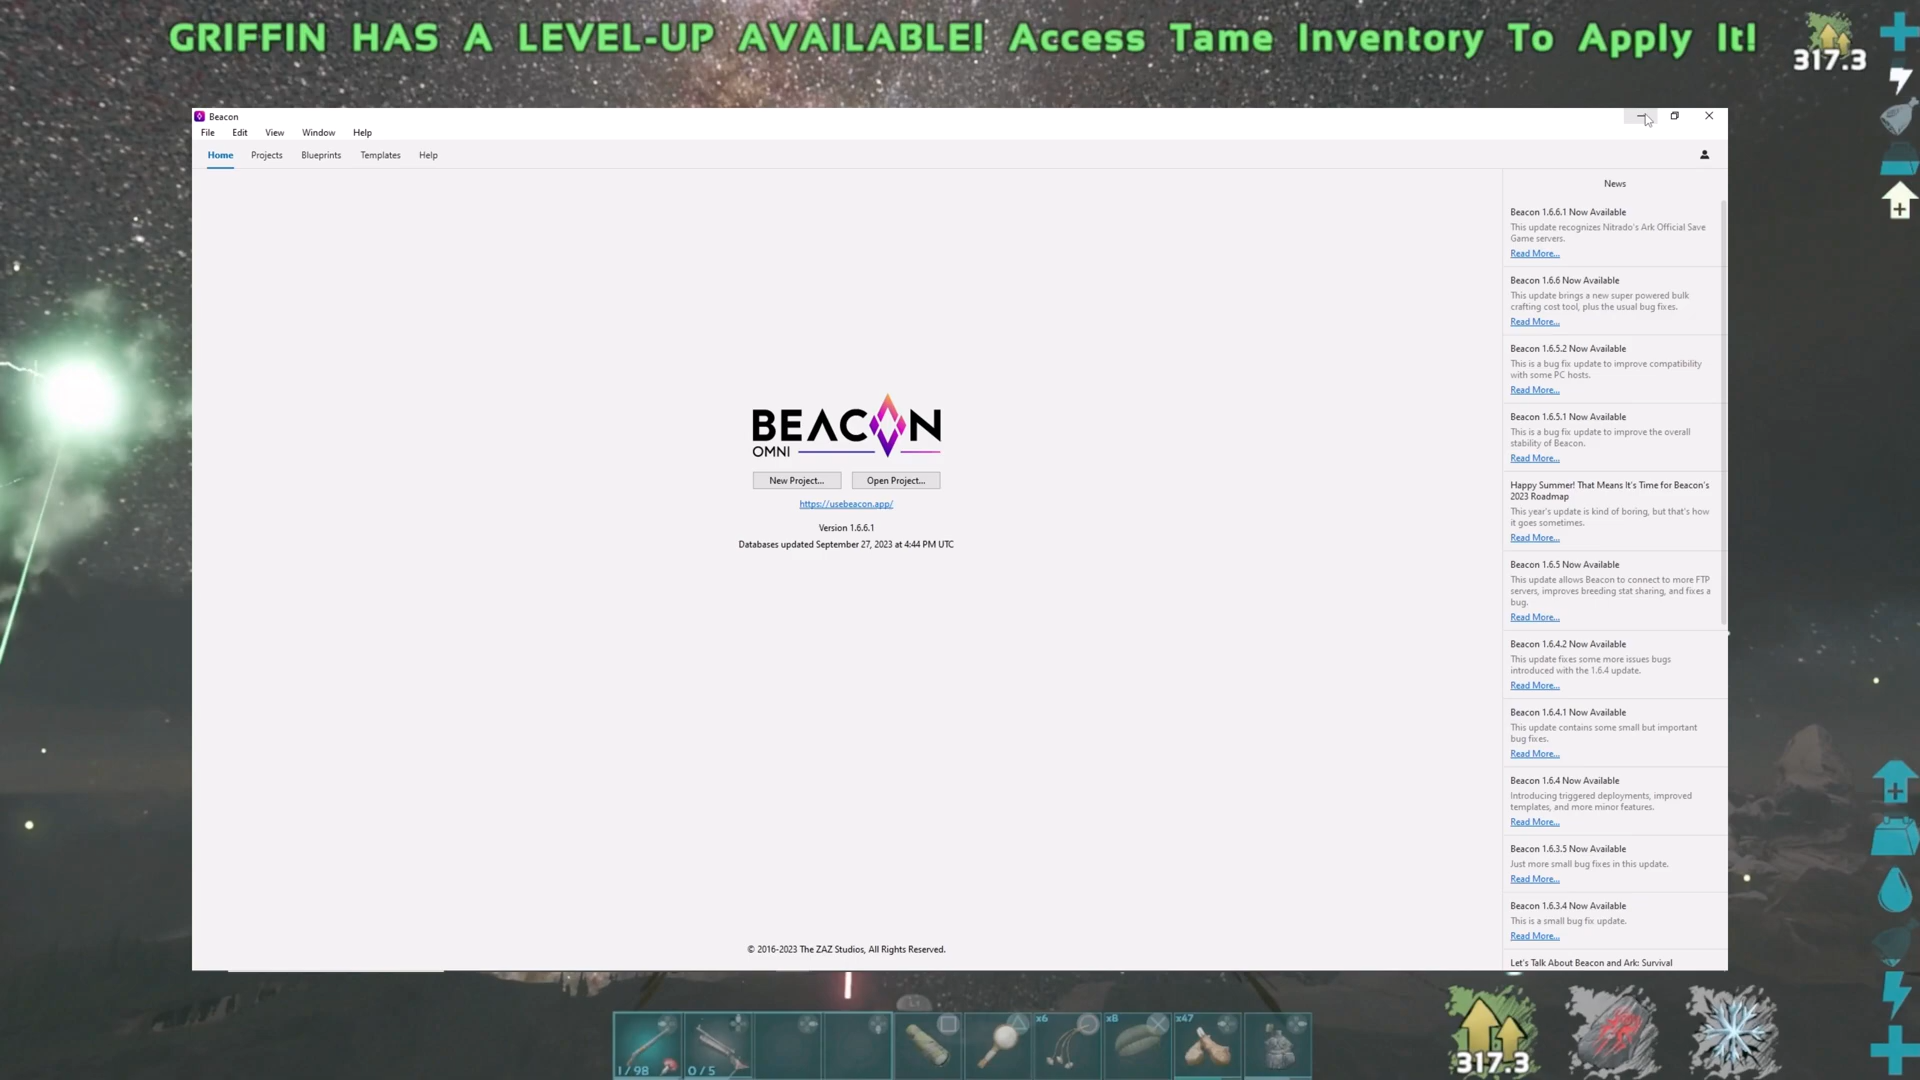 GRIFFIN HAS A LEVEL-UP AVAILABLE! Access Tame Inventory To Apply It!
317.3
Beacon
File Edit View Window Help
Home Projects Blueprints Templates Help
News
Beacon 1.6.6.1 Now Available
This update recognizes Nitrado's Ark Official Save
Game servers.
Read More...
Beacon 1.6.6 Now Available
This update brings a new super powered bulk
crafting cost tool, plus the usual bug fixes.
Read More...
Beacon 1.6.5.2 Now Available
This is a bug fix update to improve compatibility
with some PC hosts.
Read More...
Beacon 1.6.5.1 Now Available
This is a bug fix update to improve the overall
stability of Beacon.
Read More...
Happy Summer! That Means It's Time for Beacon's
2023 Roadmap
This year's update is kind of boring, but that's how
it goes sometimes.
Read More...
Beacon 1.6.5 Now Available
This update allows Beacon to connect to more FTP
servers, improves breeding stat sharing, and fixes a
bug.
Read More...
Beacon 1.6.4.2 Now Available
This update fixes some more issues bugs
introduced with the 1.6.4 update.
Read More...
Beacon 1.6.4.1 Now Available
This update contains some small but important
bug fixes.
Read More...
Beacon 1.6.4 Now Available
Introducing triggered deployments, improved
templates, and more minor features.
Read More...
Beacon 1.6.3.5 Now Available
Just more small bug fixes in this update.
Read More...
Beacon 1.6.3.4 Now Available
This is a small bug fix update.
Read More...
Let's Talk About Beacon and Ark: Survival
BEACON
OMNI
New Project... Open Project...
https://usebeacon.app/
Version 1.6.6.1
Databases updated September 27, 2023 at 4:44 PM UTC
© 2016-2023 The ZAZ Studios, All Rights Reserved.
L1
x6 x8 x47
1/98 0/5
317.3